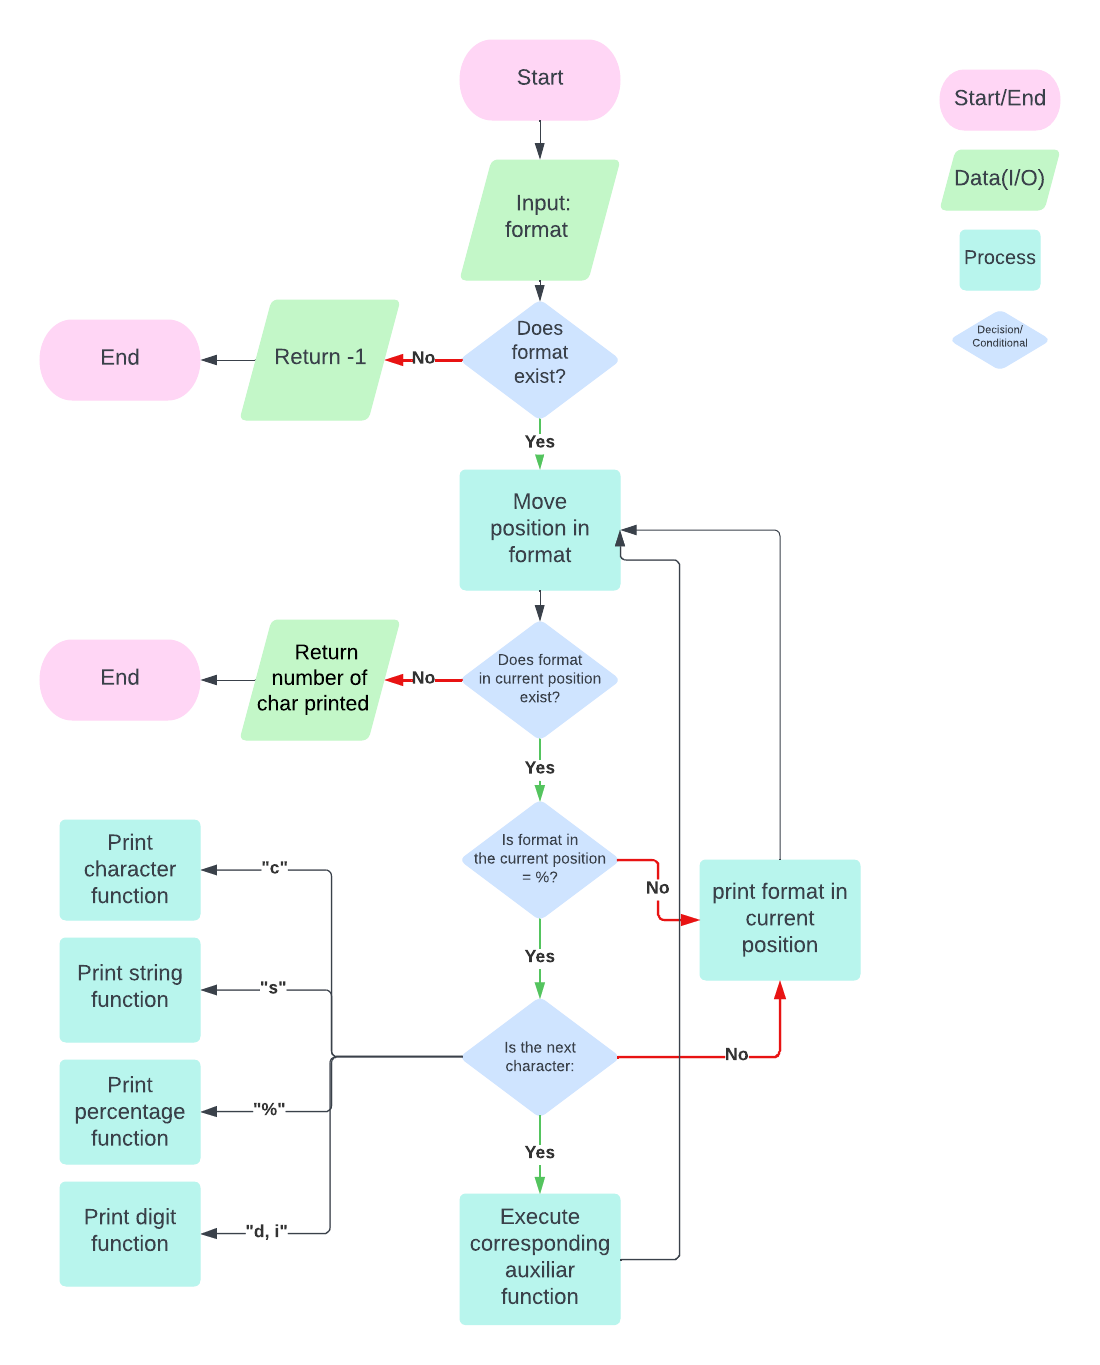 Start
Start/End
Data(I/O)
Process
Decision/
Conditional
Input:
format
Does
format
exist?
No
Return -1
End
Yes
Move
position in
format
Does format
in current position
exist?
No
Return
number of
char printed
End
Yes
Is format in
the current position
= %?
No
print format in
current
position
Yes
Is the next
character:
No
"c"
Print
character
function
"s"
Print string
function
"%"
Print
percentage
function
"d, i"
Print digit
function
Yes
Execute
corresponding
auxiliar
function